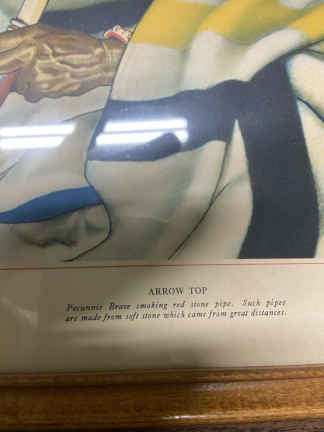 ARROW TOP
Pecunnie Brave smoking red stone pipe. Such pipes
are made from soft stone which came from great distances.